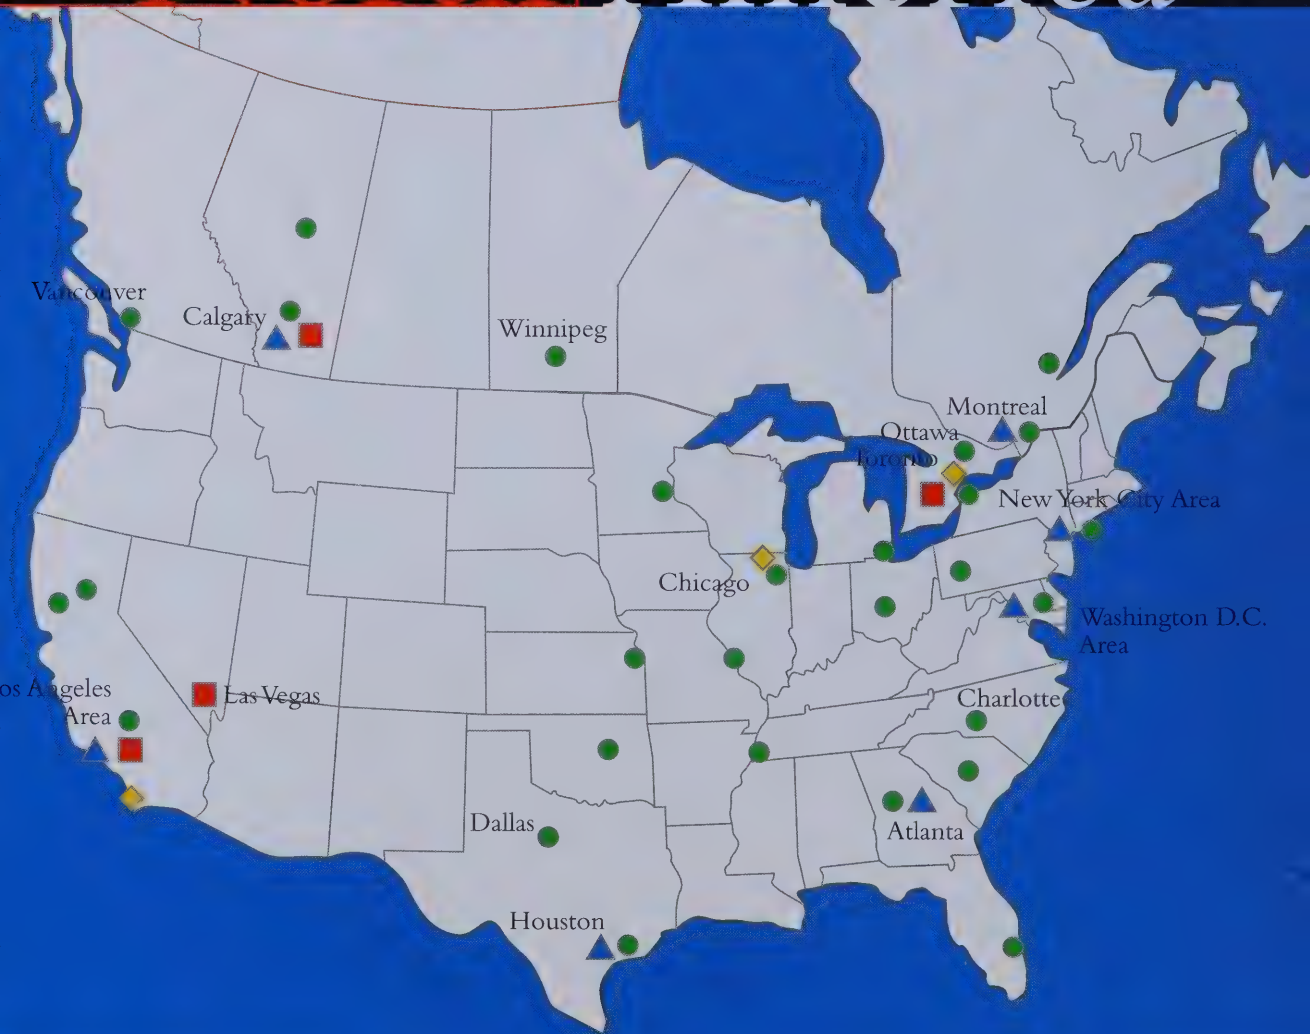 Vancouver
Calgary
Winnipeg
Montreal
Ottawa
Toronto
New York City Area
Chicago
Washington D.C.
Area
os Angeles
Area
Las Vegas
Charlotte
Dallas
Atlanta
Houston